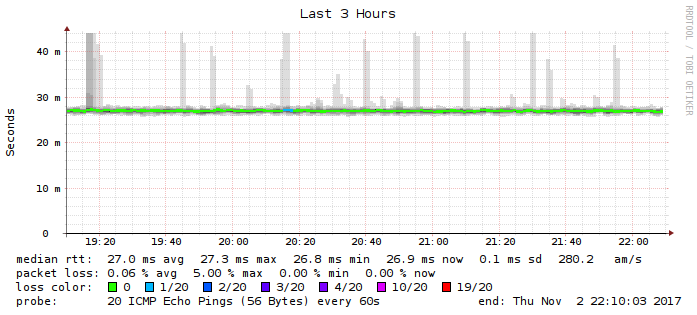 Last 3 Hours
RRDTOOL / TOBI OETIKER
Seconds
40 m
30 m
20 m
10 m
0
19:20 19:40 20:00 20:20 20:40 21:00 21:20 21:40 22:00
median rtt: 27.0 ms avg 27.3 ms max 26.8 ms min 26.9 ms now 0.1 ms sd 280.2 am/s
packet loss: 0.06 % avg 5.00 % max 0.00 % min 0.00 % now
loss color: 0 1/20 2/20 3/20 4/20 10/20 19/20
probe: 20 ICMP Echo Pings (56 Bytes) every 60s end: Thu Nov 2 22:10:03 2017